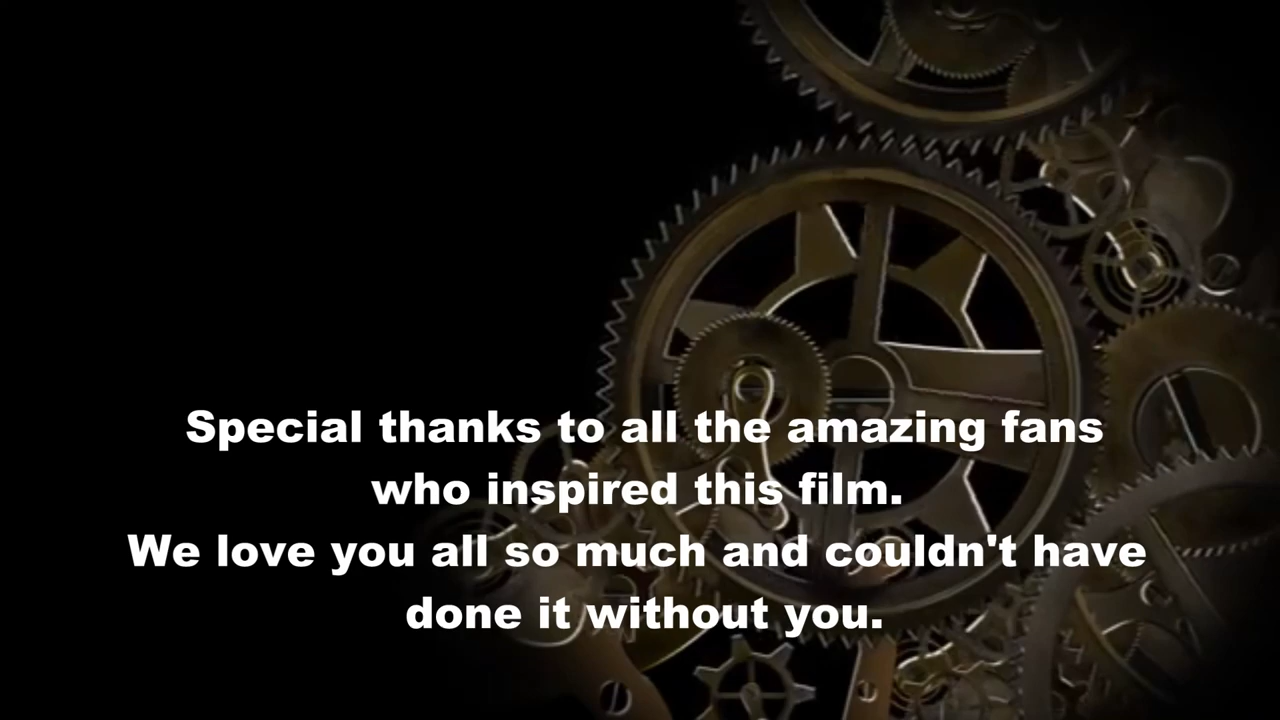 Special thanks to all the amazing fans
who inspired this film.
We love you all so much and couldn't have
done it without you.